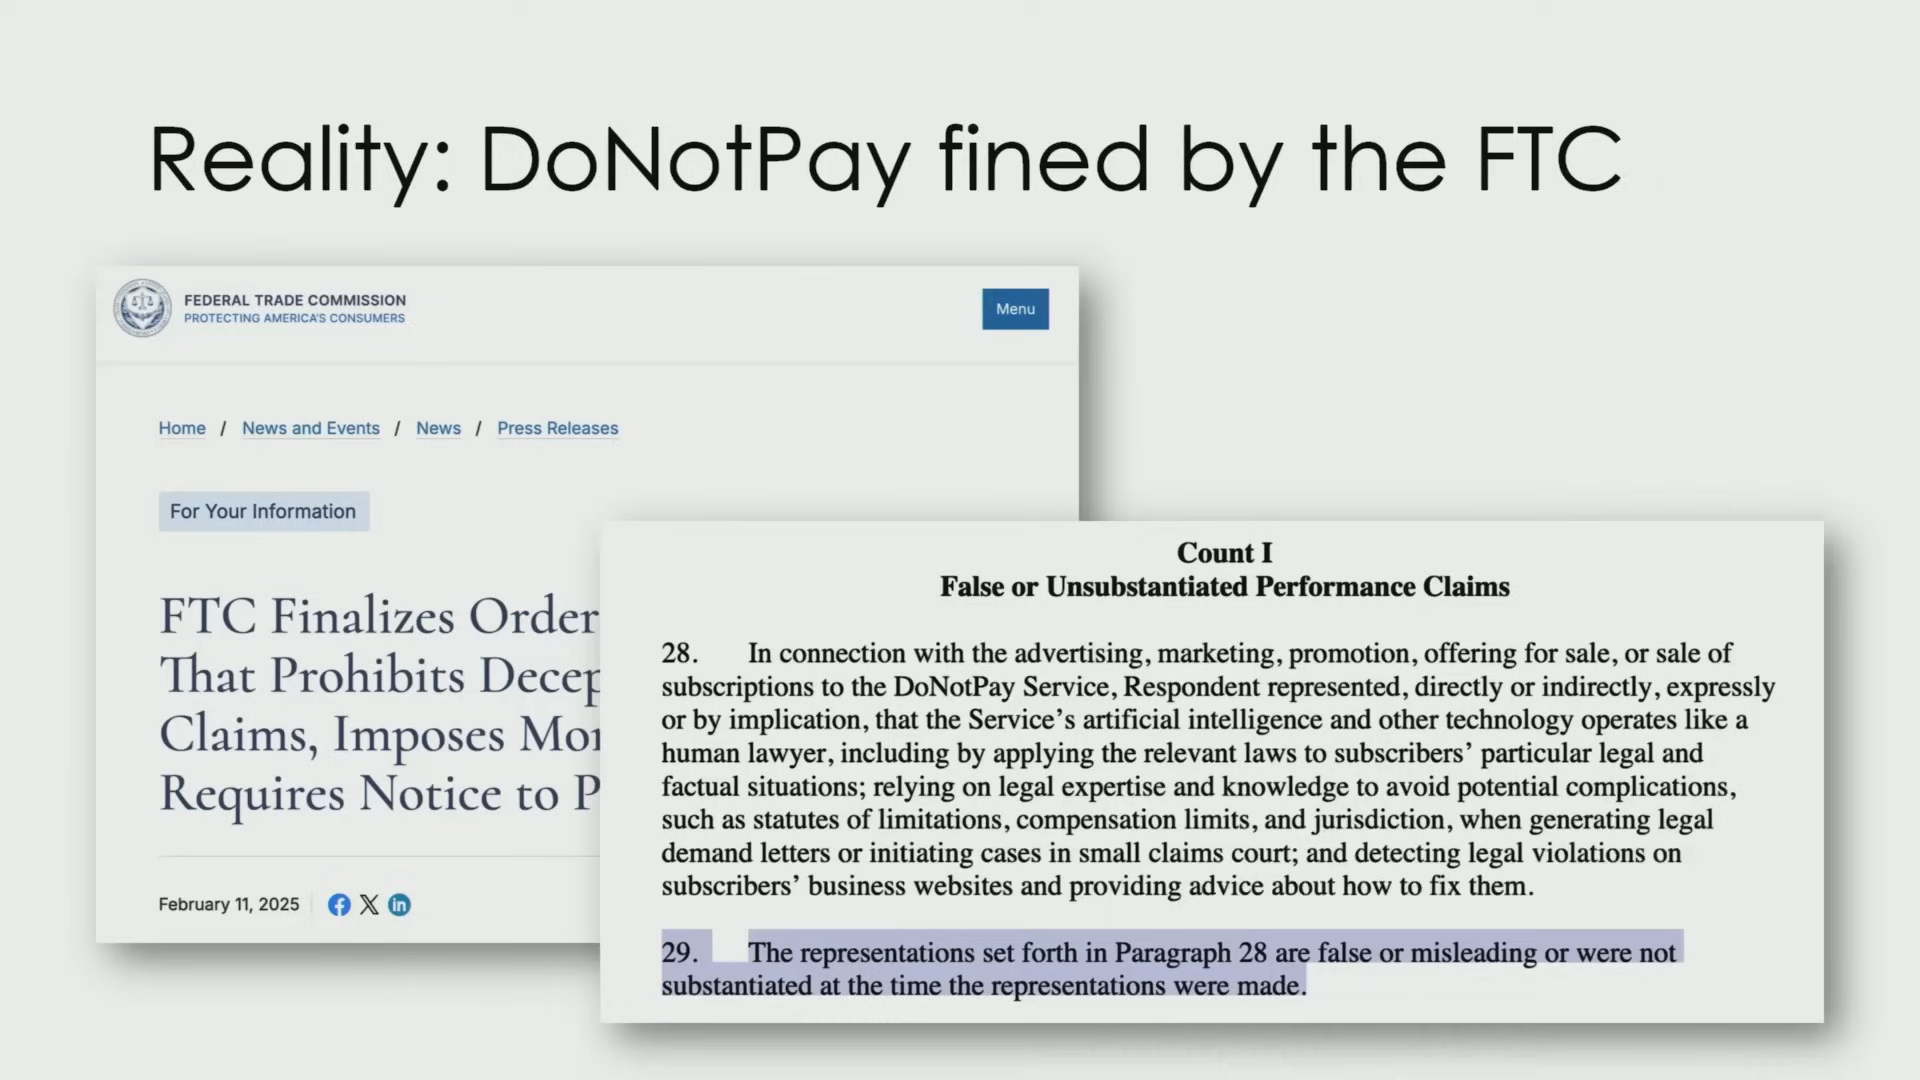 Reality: DoNotPay fined by the FTC
FEDERAL TRADE COMMISSION
PROTECTING AMERICA'S CONSUMERS
Menu
Home / News and Events / News / Press Releases
For Your Information
FTC Finalizes Order
That Prohibits
Claims, Imposes
Requires Notice to
February 11, 2025
Count I
False or Unsubstantiated Performance Claims
28. In connection with the advertising, marketing, promotion, offering for sale, or sale of
subscriptions to the DoNotPay Service, Respondent represented, directly or indirectly, expressly
or by implication, that the Service's artificial intelligence and other technology operates like a
human lawyer, including by applying the relevant laws to subscribers' particular legal and
factual situations; relying on legal expertise and knowledge to avoid potential complications,
such as statutes of limitations, compensation limits, and jurisdiction, when generating legal
demand letters or initiating cases in small claims court; and detecting legal violations on
subscribers' business websites and providing advice about how to fix them.
29. The representations set forth in Paragraph 28 are false or misleading or were not
substantiated at the time the representations were made.